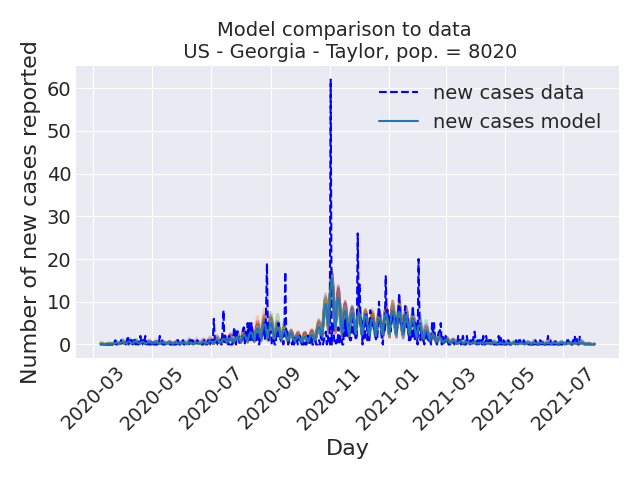 Model comparison to data
US - Georgia - Taylor, pop. = 8020
new cases data
new cases model
Number of new cases reported
60
50
40
30
20
10
0
2020-03
2020-05
2020-07
2020-09
2020-11
2021-01
2021-03
2021-05
2021-07
Day